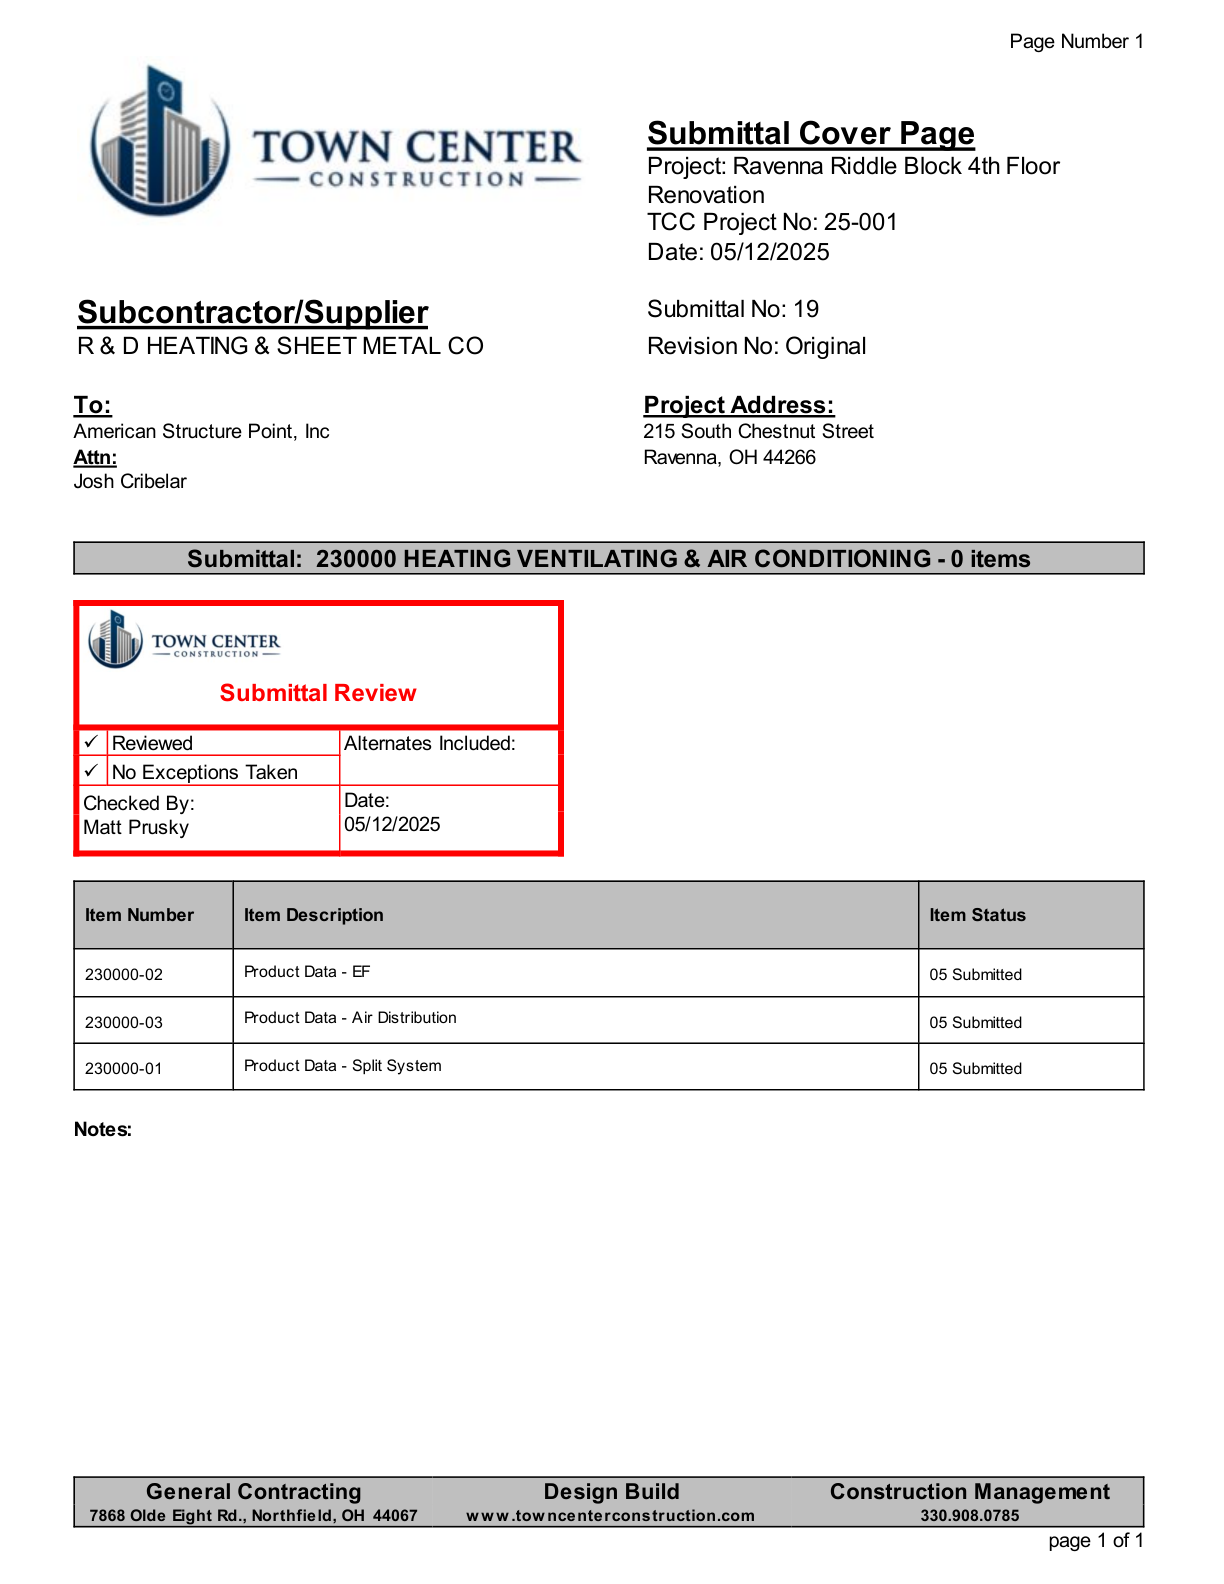 Page Number 1
TOWN CENTER
CONSTRUCTION
Submittal Cover Page
Project: Ravenna Riddle Block 4th Floor
Renovation
TCC Project No: 25-001
Date: 05/12/2025
Subcontractor/Supplier
R & D HEATING & SHEET METAL CO
Submittal No: 19
Revision No: Original
To:
American Structure Point, Inc
Attn:
Josh Cribelar
Project Address:
215 South Chestnut Street
Ravenna, OH 44266
Submittal: 230000 HEATING VENTILATING & AIR CONDITIONING - 0 items
TOWN CENTER
CONSTRUCTION
Submittal Review
✓ Reviewed
✓ No Exceptions Taken
Alternates Included:
Checked By:
Matt Prusky
Date:
05/12/2025
Item Number Item Description Item Status
230000-02 Product Data - EF 05 Submitted
230000-03 Product Data - Air Distribution 05 Submitted
230000-01 Product Data - Split System 05 Submitted
Notes:
General Contracting Design Build Construction Management
7868 Olde Eight Rd., Northfield, OH 44067 www.towncenterconstruction.com 330.908.0785
page 1 of 1